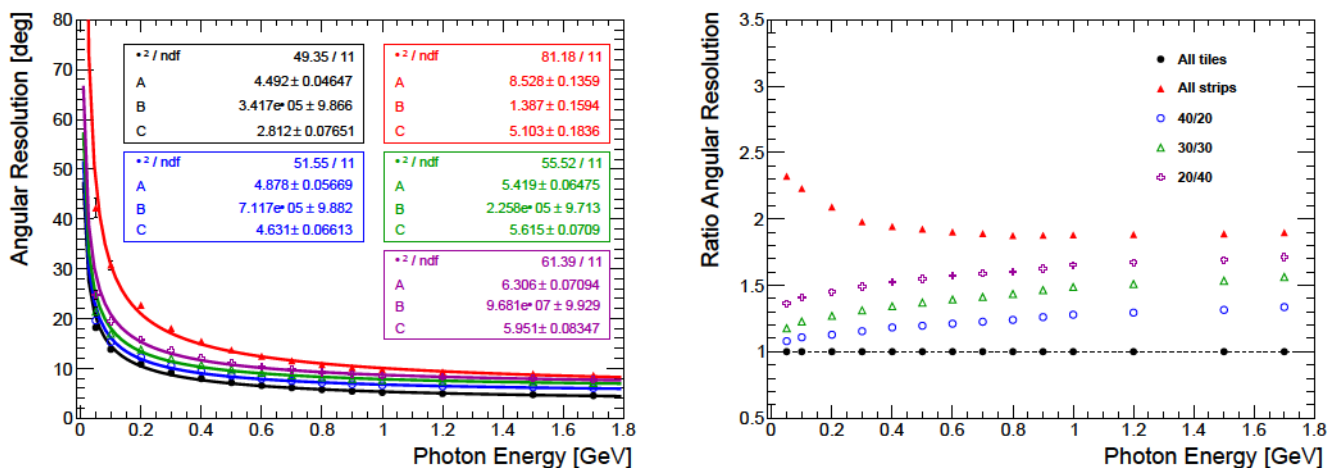 Angular Resolution [deg]
80
70
60
50
40
30
20
10
0
•² / ndf 49.35 / 11
A 4.492± 0.04647
B 3.417e• 05 ± 9.866
C 2.812± 0.07651
•² / ndf 81.18 / 11
A 8.528± 0.1359
B 1.387± 0.1594
C 5.103± 0.1836
•² / ndf 51.55 / 11
A 4.878± 0.05669
B 7.117e• 05 ± 9.882
C 4.631± 0.06613
•² / ndf 55.52 / 11
A 5.419± 0.06475
B 2.258e• 05 ± 9.713
C 5.615± 0.0709
•² / ndf 61.39 / 11
A 6.306± 0.07094
B 9.681e• 07 ± 9.929
C 5.951± 0.08347
0 0.2 0.4 0.6 0.8 1 1.2 1.4 1.6 1.8
Photon Energy [GeV]
Ratio Angular Resolution
3.5
3
2.5
2
1.5
1
0.5
All tiles
All strips
40/20
30/30
20/40
0 0.2 0.4 0.6 0.8 1 1.2 1.4 1.6 1.8
Photon Energy [GeV]